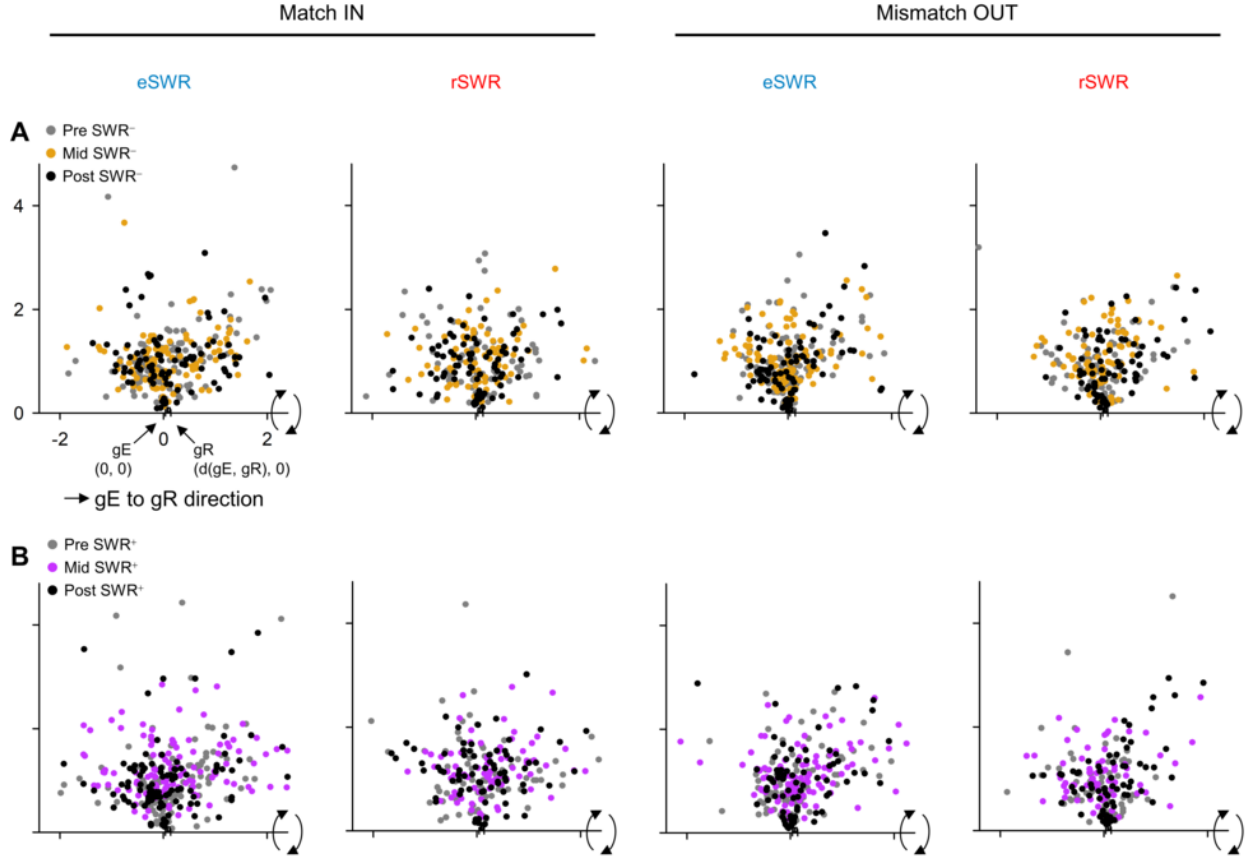 Match IN
Mismatch OUT
eSWR
rSWR
eSWR
rSWR
A
Pre SWR⁻
Mid SWR⁻
Post SWR⁻
4
2
0
-2
0
2
gE
(0, 0)
gR
(d(gE, gR), 0)
gE to gR direction
B
Pre SWR⁺
Mid SWR⁺
Post SWR⁺